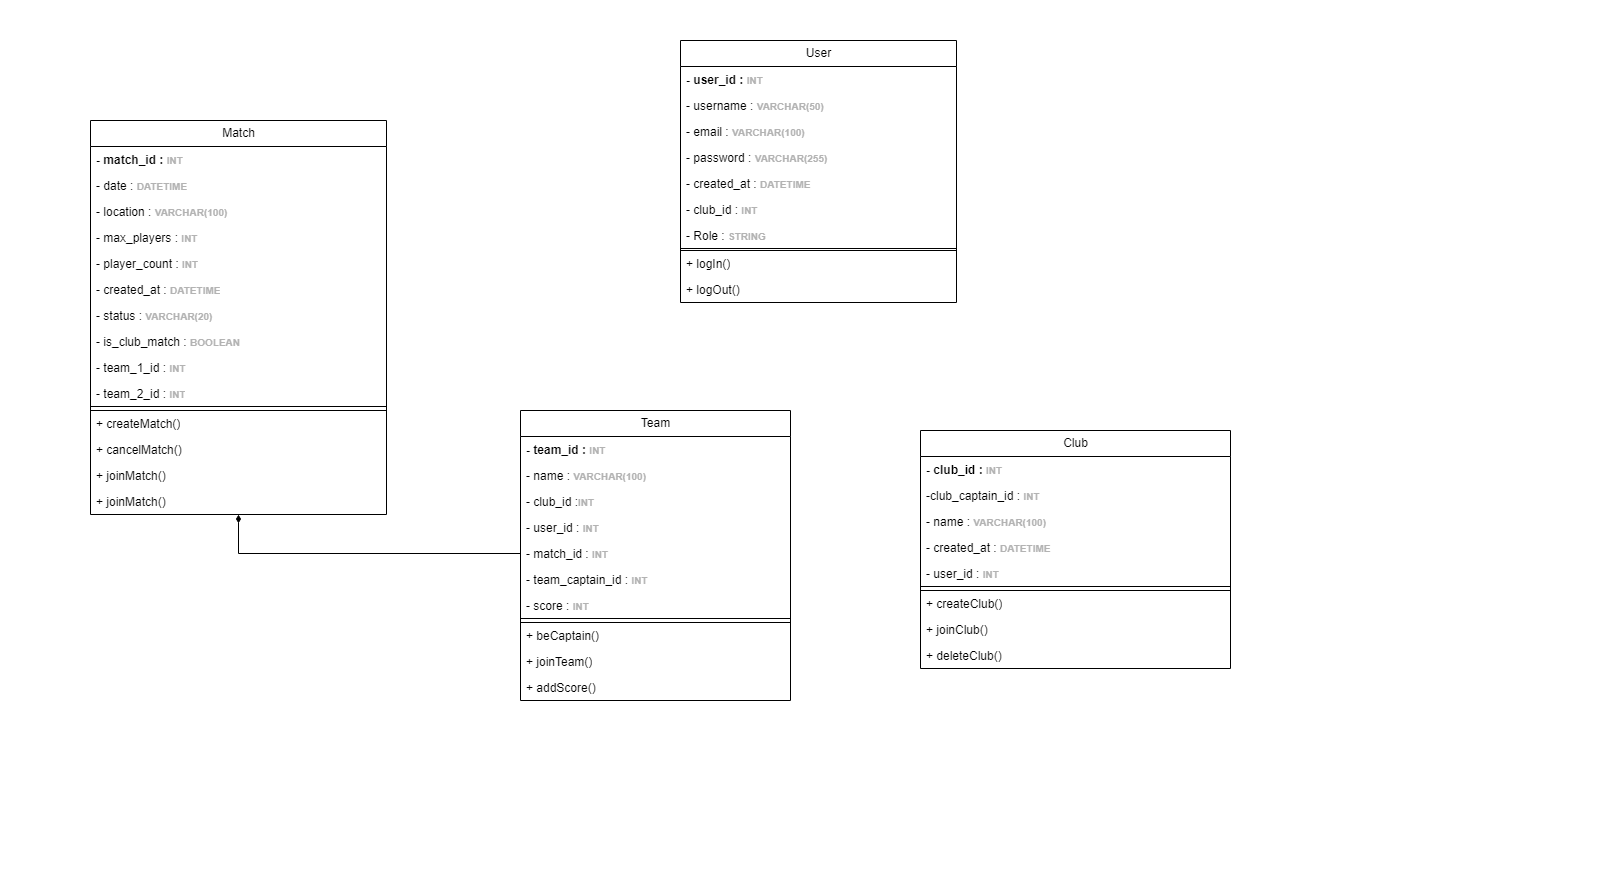 User
- user_id : INT
- username : VARCHAR(50)
- email : VARCHAR(100)
- password : VARCHAR(255)
- created_at : DATETIME
- club_id : INT
- Role : STRING
+ logIn()
+ logOut()
Match
- match_id : INT
- date : DATETIME
- location : VARCHAR(100)
- max_players : INT
- player_count : INT
- created_at : DATETIME
- status : VARCHAR(20)
- is_club_match : BOOLEAN
- team_1_id : INT
- team_2_id : INT
+ createMatch()
+ cancelMatch()
+ joinMatch()
+ joinMatch()
Team
- team_id : INT
- name : VARCHAR(100)
- club_id :INT
- user_id : INT
- match_id : INT
- team_captain_id : INT
- score : INT
+ beCaptain()
+ joinTeam()
+ addScore()
Club
- club_id : INT
-club_captain_id : INT
- name : VARCHAR(100)
- created_at : DATETIME
- user_id : INT
+ createClub()
+ joinClub()
+ deleteClub()